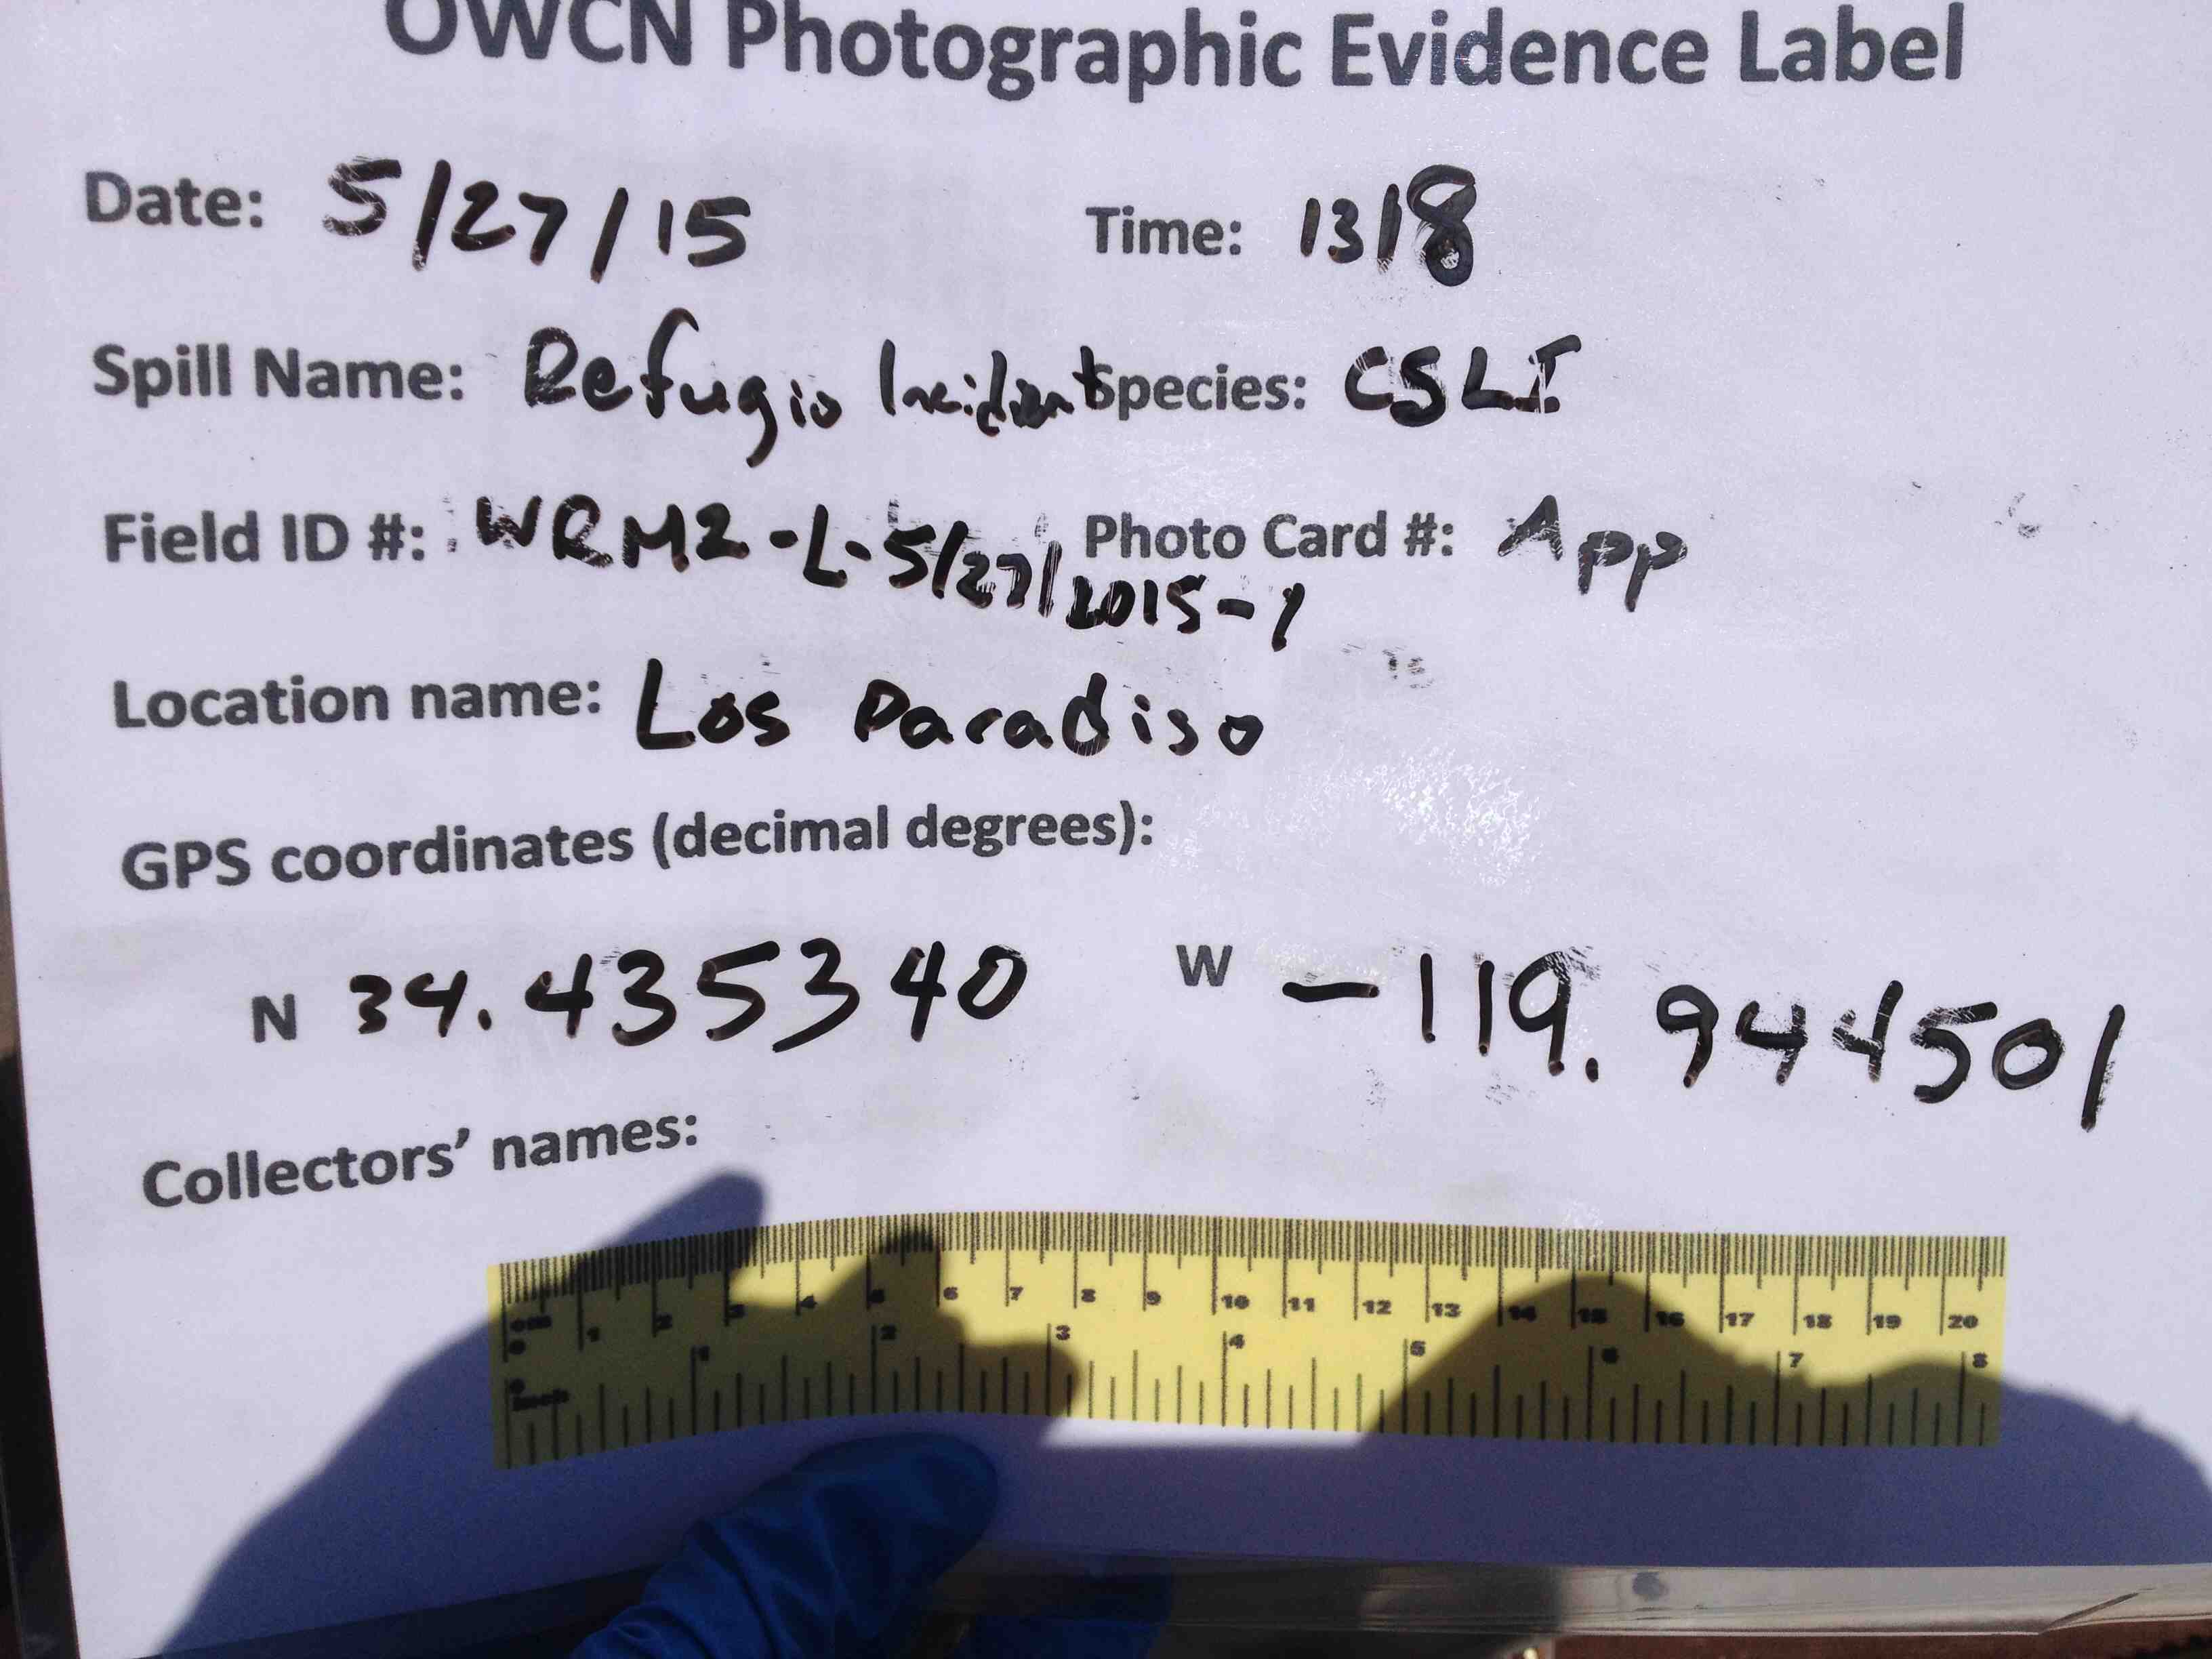 OWCN Photographic Evidence Label
Date: 5/27/15 Time: 1318
Spill Name: Refugio Incident Species: CSLI
Field ID #: WRM2-L-5/27/2015-1 Photo Card #: App
Location name: Los Paradiso
GPS coordinates (decimal degrees):
N 34.435340 W -119.944501
Collectors' names:
cm 1 2 3 4 5 6 7 8 9 10 11 12 13 14 15 16 17 18 19 20
0 1 2 3 4 5 6 7 8
0
inch